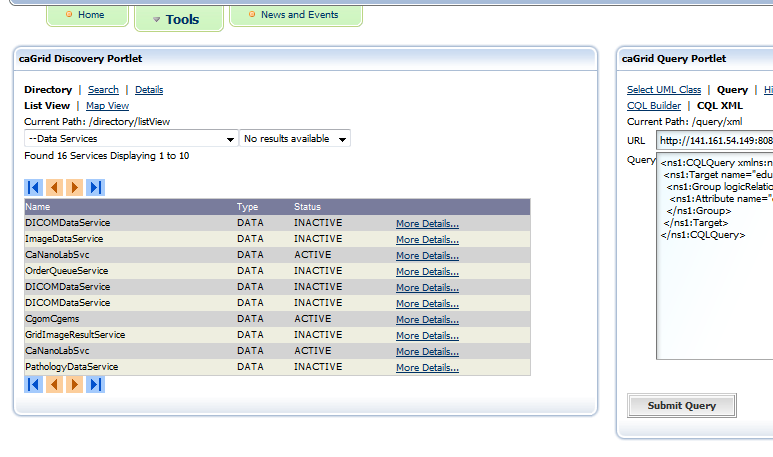 Home
Tools
News and Events
caGrid Discovery Portlet
Directory | Search | Details
List View | Map View
Current Path: /directory/listView
--Data Services No results available
Found 16 Services Displaying 1 to 10
Name Type Status
DICOMDataService DATA INACTIVE More Details...
ImageDataService DATA INACTIVE More Details...
CaNanoLabSvc DATA ACTIVE More Details...
OrderQueueService DATA INACTIVE More Details...
DICOMDataService DATA INACTIVE More Details...
DICOMDataService DATA INACTIVE More Details...
CgomCgems DATA ACTIVE More Details...
GridImageResultService DATA INACTIVE More Details...
CaNanoLabSvc DATA ACTIVE More Details...
PathologyDataService DATA INACTIVE More Details...
caGrid Query Portlet
Select UML Class | Query | Hi
CQL Builder | CQL XML
Current Path: /query/xml
URL http://141.161.54.149:808
Query <ns1:CQLQuery xmlns:n
<ns1:Target name="edu
<ns1:Group logicRelatio
<ns1:Attribute name="
</ns1:Group>
</ns1:Target>
</ns1:CQLQuery>
Submit Query